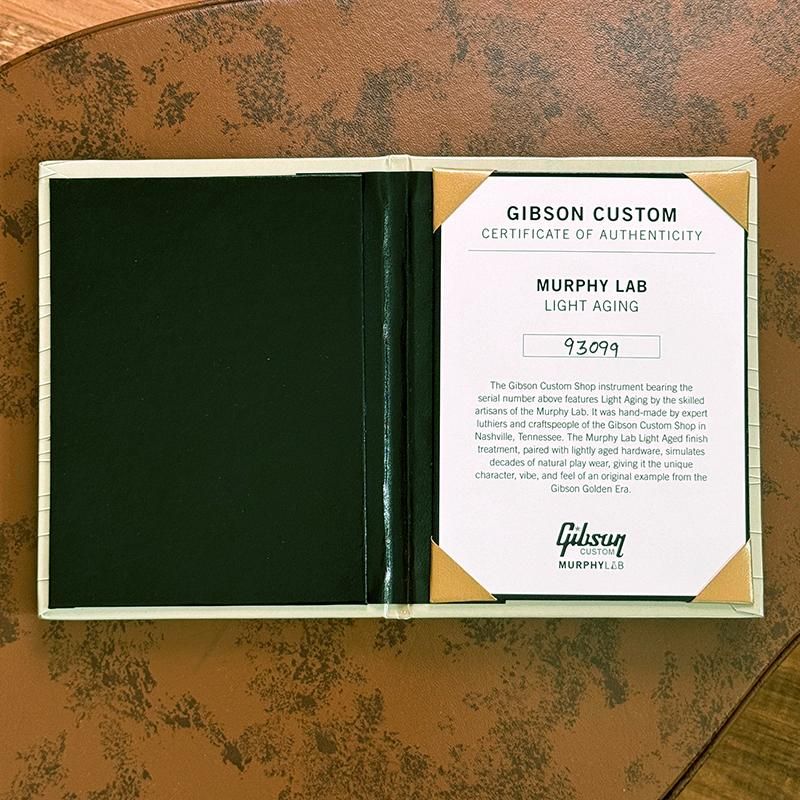 GIBSON CUSTOM
CERTIFICATE OF AUTHENTICITY
MURPHY LAB
LIGHT AGING
93099
The Gibson Custom Shop instrument bearing the
serial number above features Light Aging by the skilled
artisans of the Murphy Lab. It was hand-made by expert
luthiers and craftspeople of the Gibson Custom Shop in
Nashville, Tennessee. The Murphy Lab Light Aged finish
treatment, paired with lightly aged hardware, simulates
decades of natural play wear, giving it the unique
character, vibe, and feel of an original example from the
Gibson Golden Era.
Gibson
CUSTOM
MURPHYLAB